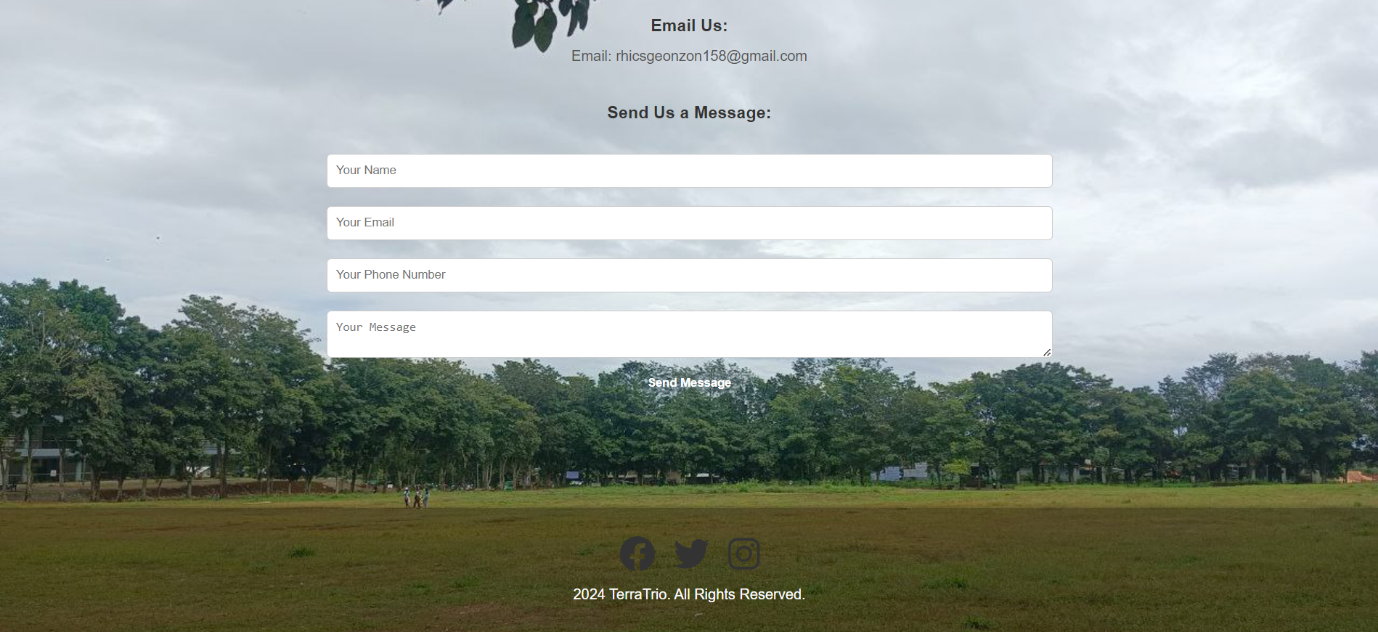 Email Us:
Email: rhicsgeonzon158@gmail.com
Send Us a Message:
Your Name
Your Email
Your Phone Number
Your Message
Send Message
2024 TerraTrio. All Rights Reserved.